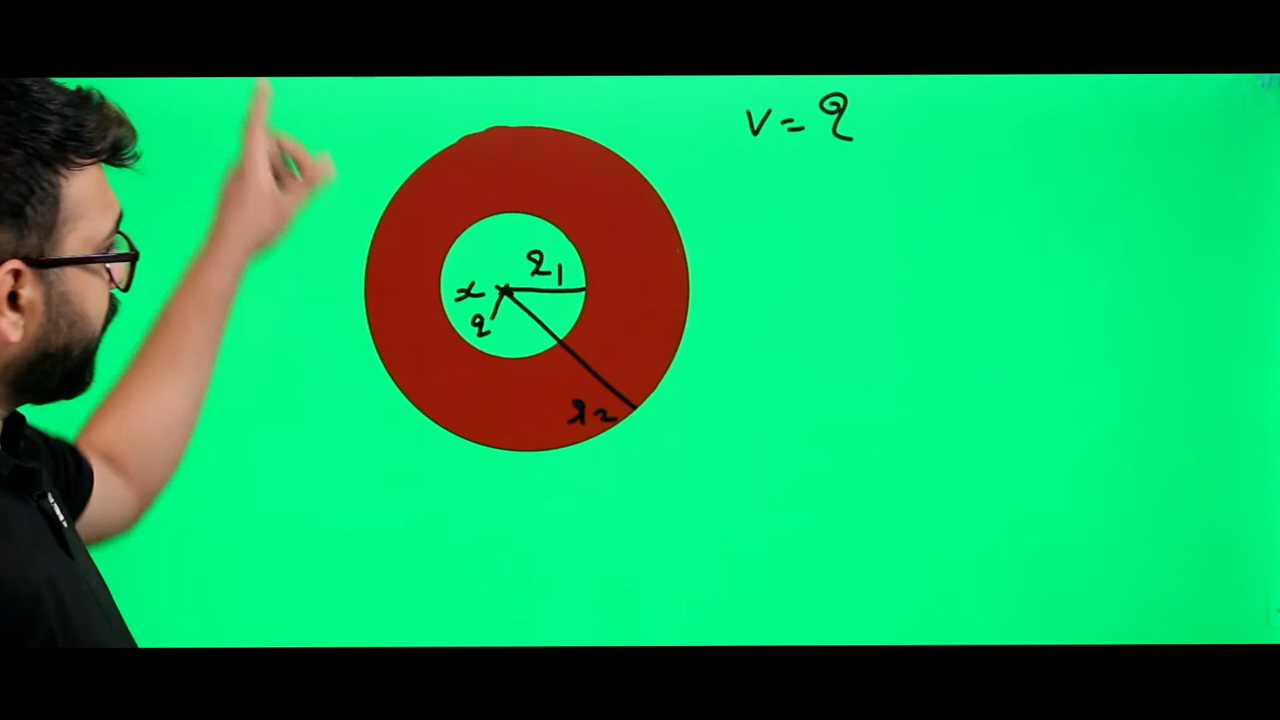 v = q
r1
x
q
r2